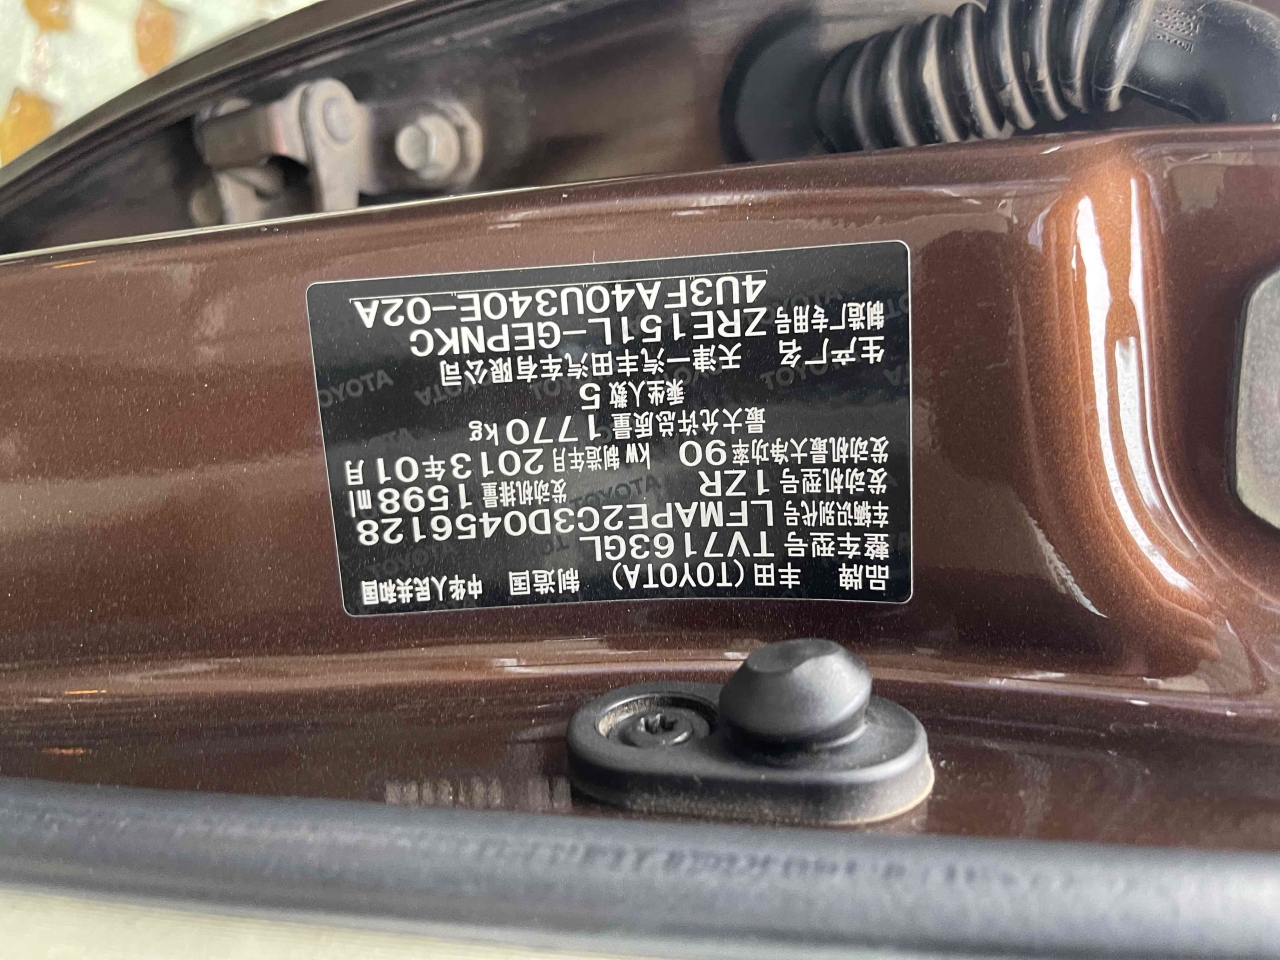 品牌 丰田(TOYOTA) 制造国 中华人民共和国
整车型号 TV7163GL
车辆识别代号 LFMAPE2C3D0456128
发动机型号 1ZR 发动机排量 1598ml
发动机最大净功率 90 kW 制造年月 2013年01月
最大允许总质量 1770kg
乘坐人数 5
生产厂名 天津一汽丰田汽车有限公司
制造厂专用号 ZRE151L-GEPNKC
4U3FA40U340E-02A